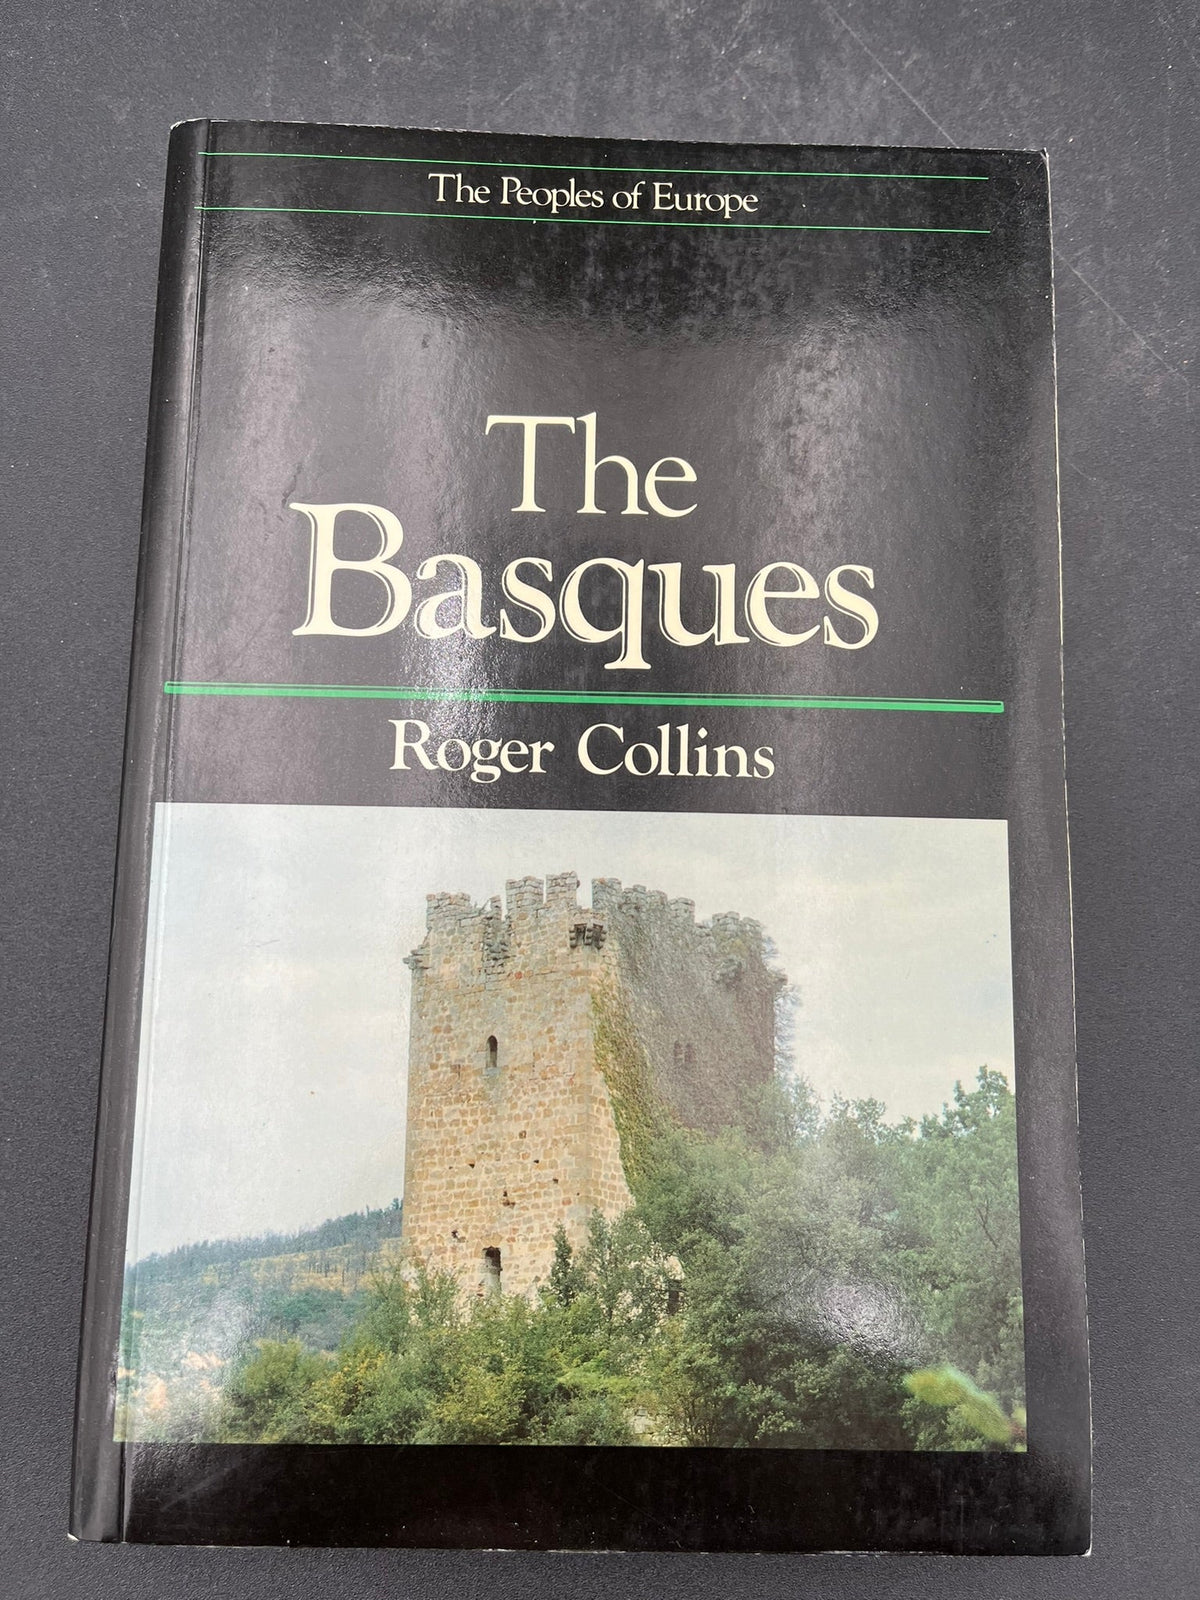 The Peoples of Europe
The
Basques
Roger Collins